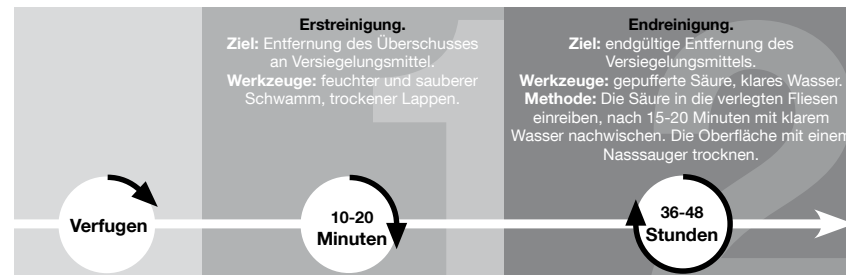 Erstreinigung.
Ziel: Entfernung des Überschusses
an Versiegelungsmittel.
Werkzeuge: feuchter und sauberer
Schwamm, trockener Lappen.
1
Endreinigung.
Ziel: endgültige Entfernung des
Versiegelungsmittels.
Werkzeuge: gepufferte Säure, klares Wasser.
Methode: Die Säure in die verlegten Fliesen
einreiben, nach 15-20 Minuten mit klarem
Wasser nachwischen. Die Oberfläche mit einem
Nasssauger trocknen.
2
Verfugen
10-20
Minuten
36-48
Stunden